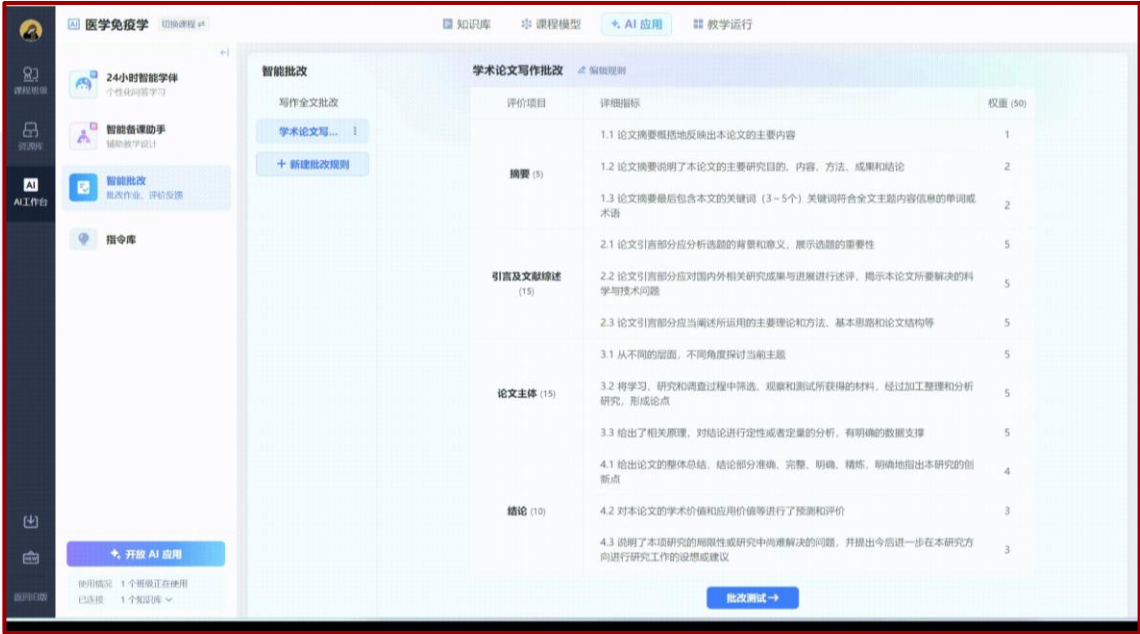 AI 医学免疫学 切换课程
知识库
课程模型
AI 应用
教学运行
课程班级
资源库
AI
AI工作台
NEW
返回旧版
24小时智能学伴
个性化问答学习
智能备课助手
辅助教学设计
智能批改
批改作业、评价反馈
指令库
开放 AI 应用
使用情况 1 个班级正在使用
已连接 1 个知识库
智能批改
写作全文批改
学术论文写...
+ 新建批改规则
学术论文写作批改 编辑规则
评价项目 详细指标 权重 (50)
摘要 (5)
1.1 论文摘要概括地反映出本论文的主要内容 1
1.2 论文摘要说明了本论文的主要研究目的、内容、方法、成果和结论 2
1.3 论文摘要最后包含本文的关键词（3-5个）关键词符合全文主题内容信息的单词或
术语 2
引言及文献综述
(15)
2.1 论文引言部分应分析选题的背景和意义，展示选题的重要性 5
2.2 论文引言部分应对国内外相关研究成果与进展进行述评，揭示本论文所要解决的科
学与技术问题 5
2.3 论文引言部分应当阐述所运用的主要理论和方法、基本思路和论文结构等 5
论文主体 (15)
3.1 从不同的层面，不同角度探讨当前主题 5
3.2 将学习、研究和调查过程中筛选、观察和测试所获得的材料，经过加工整理和分析
研究，形成论点 5
3.3 给出了相关原理，对结论进行定性或者定量的分析，有明确的数据支撑 5
结论 (10)
4.1 给出论文的整体总结，结论部分准确、完整、明确、精炼，明确地指出本研究的创
新点 4
4.2 对本论文的学术价值和应用价值等进行了预测和评价 3
4.3 说明了本项研究的局限性或研究中尚难解决的问题，并提出今后进一步在本研究方
向进行研究工作的设想或建议 3
批改测试→